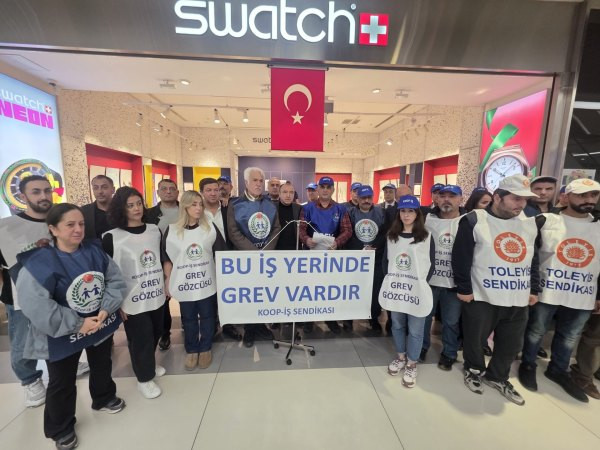 swatch
swatch
NEON
swatch
BU İŞ YERİNDE
GREV VARDIR
KOOP-İŞ SENDİKASI
GREV
GÖZCÜSÜ
GREV
GÖZCÜSÜ
GREV
GÖZCÜSÜ
TOLEYİS
SENDİKASI
TOLEYİS
SENDİKASI
SENDİKASI